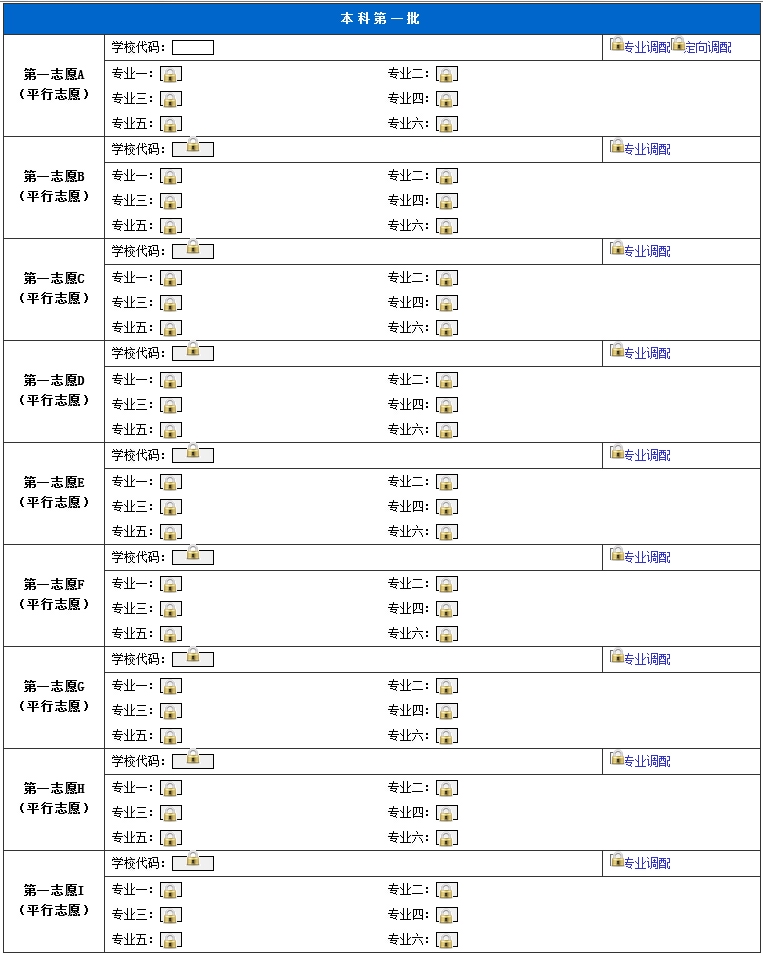 本科第一批
第一志愿A
（平行志愿）
学校代码：
专业调配 定向调配
专业一： 专业二：
专业三： 专业四：
专业五： 专业六：
第一志愿B
（平行志愿）
学校代码：
专业调配
专业一： 专业二：
专业三： 专业四：
专业五： 专业六：
第一志愿C
（平行志愿）
学校代码：
专业调配
专业一： 专业二：
专业三： 专业四：
专业五： 专业六：
第一志愿D
（平行志愿）
学校代码：
专业调配
专业一： 专业二：
专业三： 专业四：
专业五： 专业六：
第一志愿E
（平行志愿）
学校代码：
专业调配
专业一： 专业二：
专业三： 专业四：
专业五： 专业六：
第一志愿F
（平行志愿）
学校代码：
专业调配
专业一： 专业二：
专业三： 专业四：
专业五： 专业六：
第一志愿G
（平行志愿）
学校代码：
专业调配
专业一： 专业二：
专业三： 专业四：
专业五： 专业六：
第一志愿H
（平行志愿）
学校代码：
专业调配
专业一： 专业二：
专业三： 专业四：
专业五： 专业六：
第一志愿I
（平行志愿）
学校代码：
专业调配
专业一： 专业二：
专业三： 专业四：
专业五： 专业六：